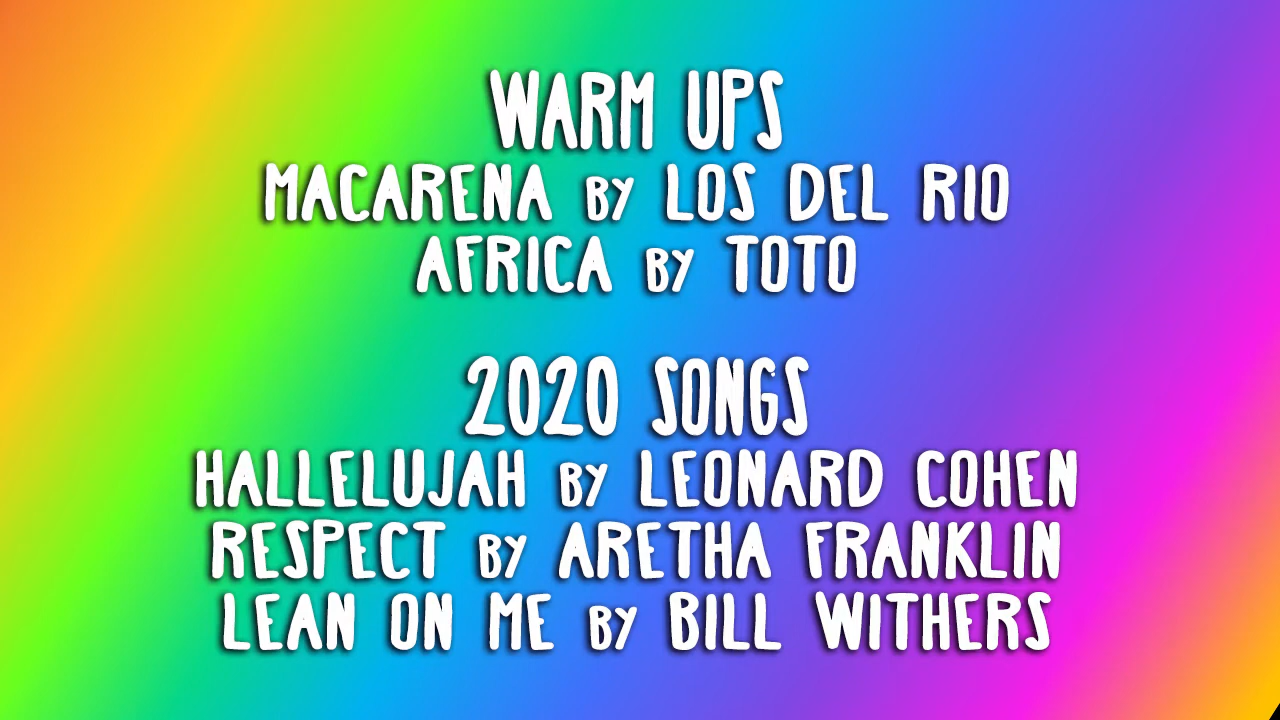 WARM UPS
MACARENA BY LOS DEL RIO
AFRICA BY TOTO
2020 SONGS
HALLELUJAH BY LEONARD COHEN
RESPECT BY ARETHA FRANKLIN
LEAN ON ME BY BILL WITHERS